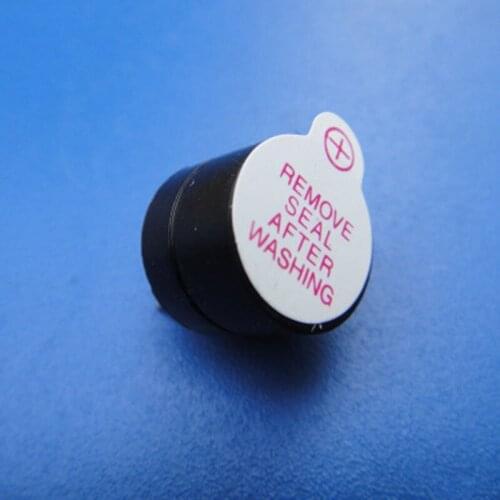 +
REMOVE
SEAL
AFTER
WASHING